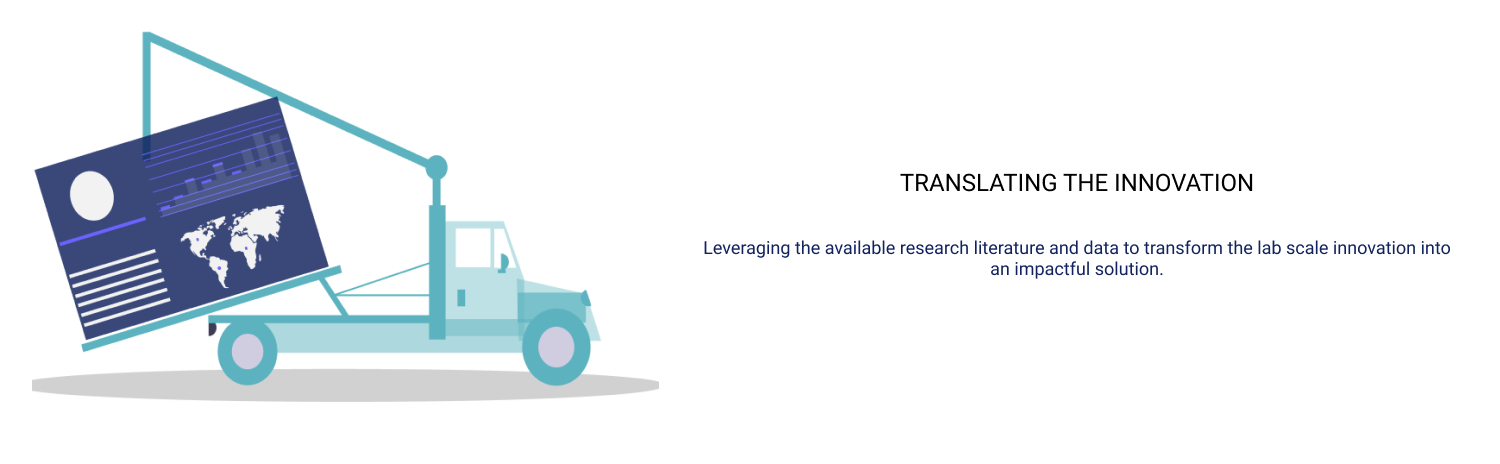 TRANSLATING THE INNOVATION
Leveraging the available research literature and data to transform the lab scale innovation into
an impactful solution.